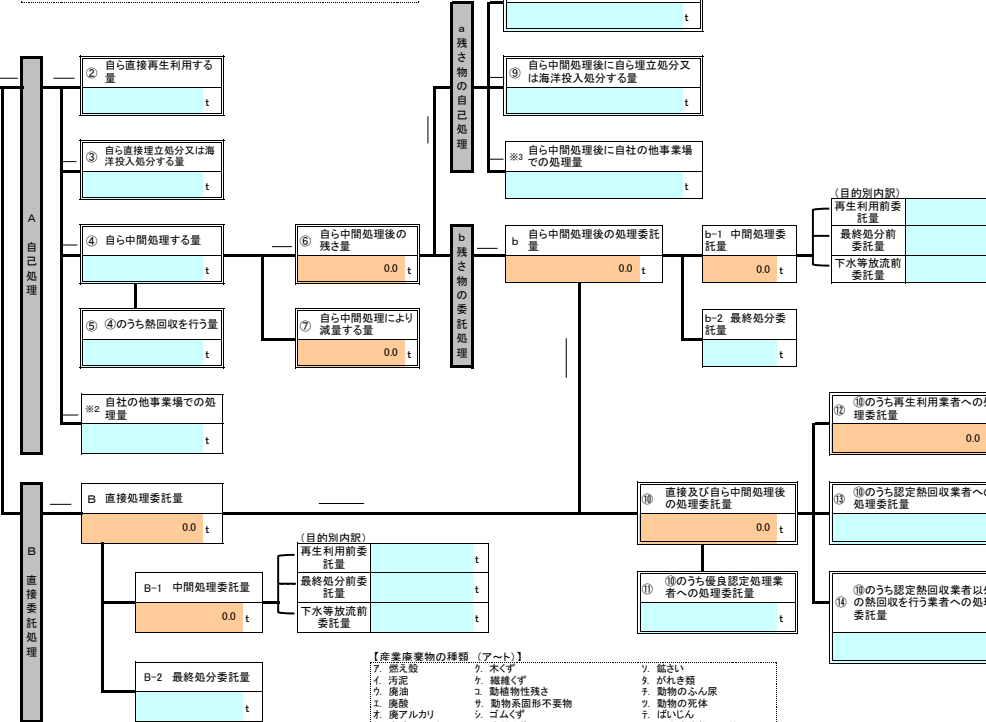 t
a 残さ物の自己処理
② 自ら直接再生利用する
量
t
⑨ 自ら中間処理後に自ら埋立処分又
は海洋投入処分する量
t
③ 自ら直接埋立処分又は海
洋投入処分する量
t
※3 自ら中間処理後に自社の他事業場
での処理量
t
A 自己処理
④ 自ら中間処理する量
t
⑥ 自ら中間処理後の
残さ量
0.0 t
b 残さ物の委託処理
b 自ら中間処理後の処理委託
量
0.0 t
b-1 中間処理委
託量
0.0 t
(目的別内訳)
再生利用前委
託量
最終処分前
委託量
下水等放流前
委託量
⑤ ④のうち熱回収を行う量
t
⑦ 自ら中間処理により
減量する量
0.0 t
b-2 最終処分委
託量
t
※2 自社の他事業場での処
理量
t
⑫ ⑩のうち再生利用業者への処
理委託量
0.0
B 直接委託処理
B 直接処理委託量
0.0 t
⑩ 直接及び自ら中間処理後
の処理委託量
0.0 t
⑬ ⑩のうち認定熱回収業者への
処理委託量
(目的別内訳)
再生利用前委
託量
t
最終処分前委
託量
t
下水等放流前
委託量
t
B-1 中間処理委託量
0.0 t
⑪ ⑩のうち優良認定処理業
者への処理委託量
t
⑭ ⑩のうち認定熱回収業者以外
の熱回収を行う業者への処理
委託量
B-2 最終処分委託量
t
【産業廃棄物の種類 (ア～ト)】
ア. 燃え殻
イ. 汚泥
ウ. 廃油
エ. 廃酸
オ. 廃アルカリ
ク. 木くず
ケ. 繊維くず
コ. 動植物性残さ
サ. 動物系固形不要物
シ. ゴムくず
ソ. 鉱さい
タ. がれき類
チ. 動物のふん尿
ツ. 動物の死体
テ. ばいじん